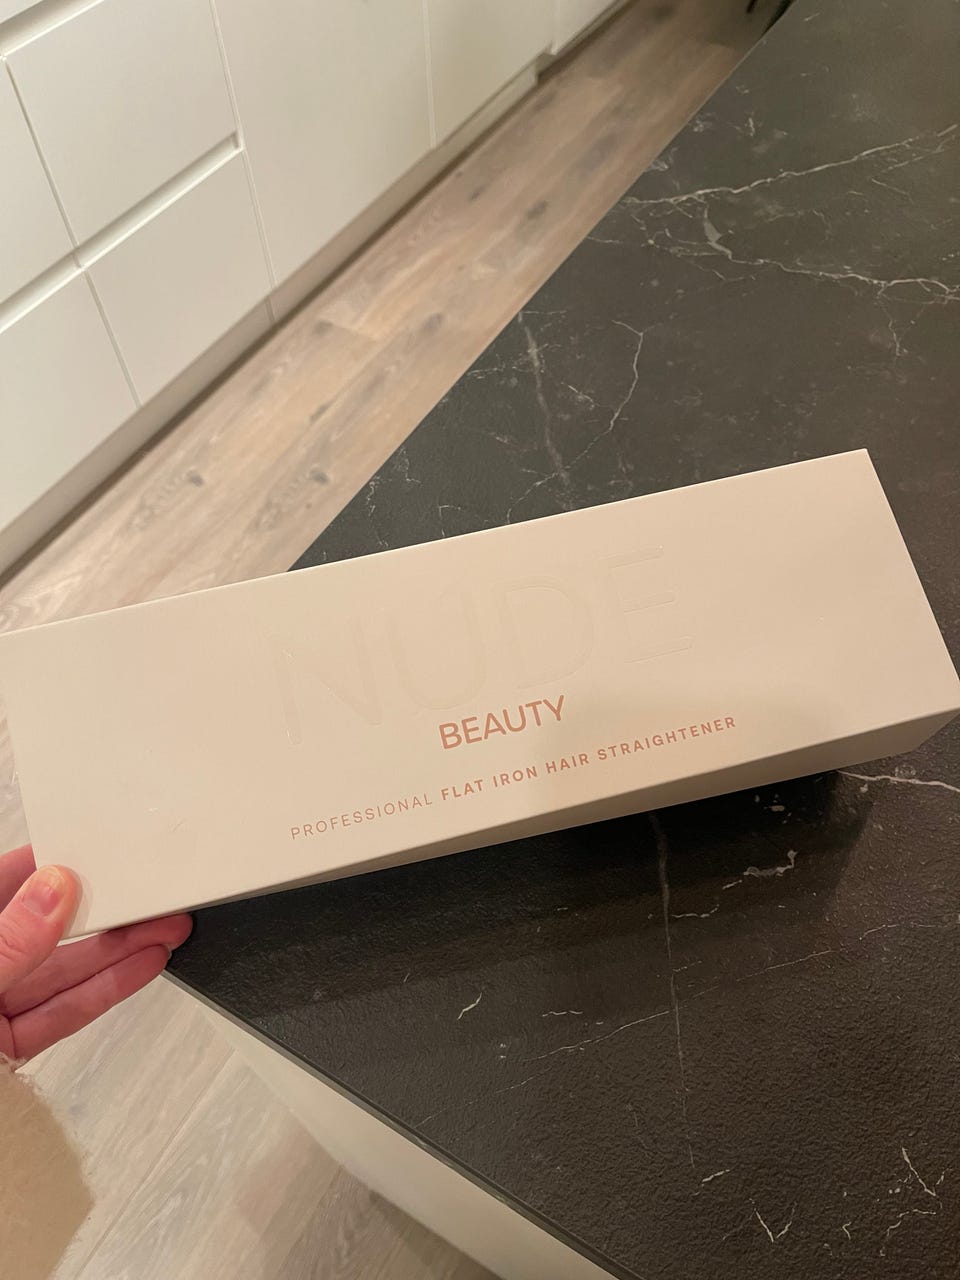 NUDE
BEAUTY
PROFESSIONAL FLAT IRON HAIR STRAIGHTENER